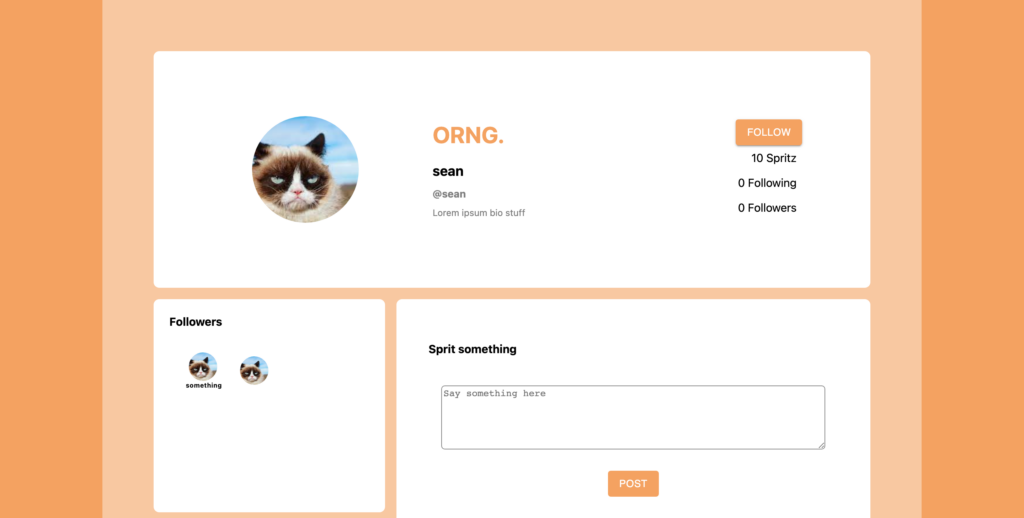 ORNG.
sean
@sean
Lorem ipsum bio stuff
FOLLOW
10 Spritz
0 Following
0 Followers
Followers
something
Sprit something
Say something here
POST